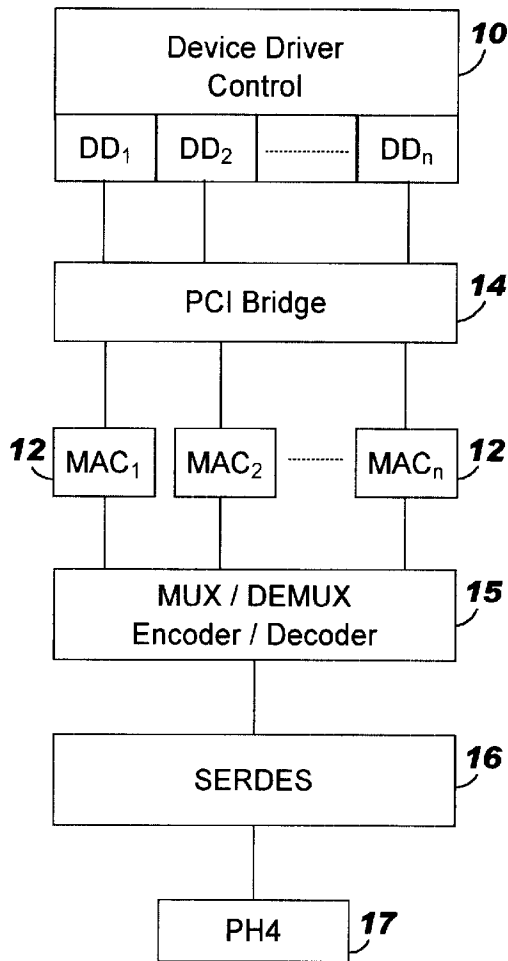 Device Driver
Control
10
DD1 DD2 DDn
PCI Bridge
14
12 MAC1 MAC2 MACn 12
MUX / DEMUX
Encoder / Decoder
15
SERDES
16
PH4
17